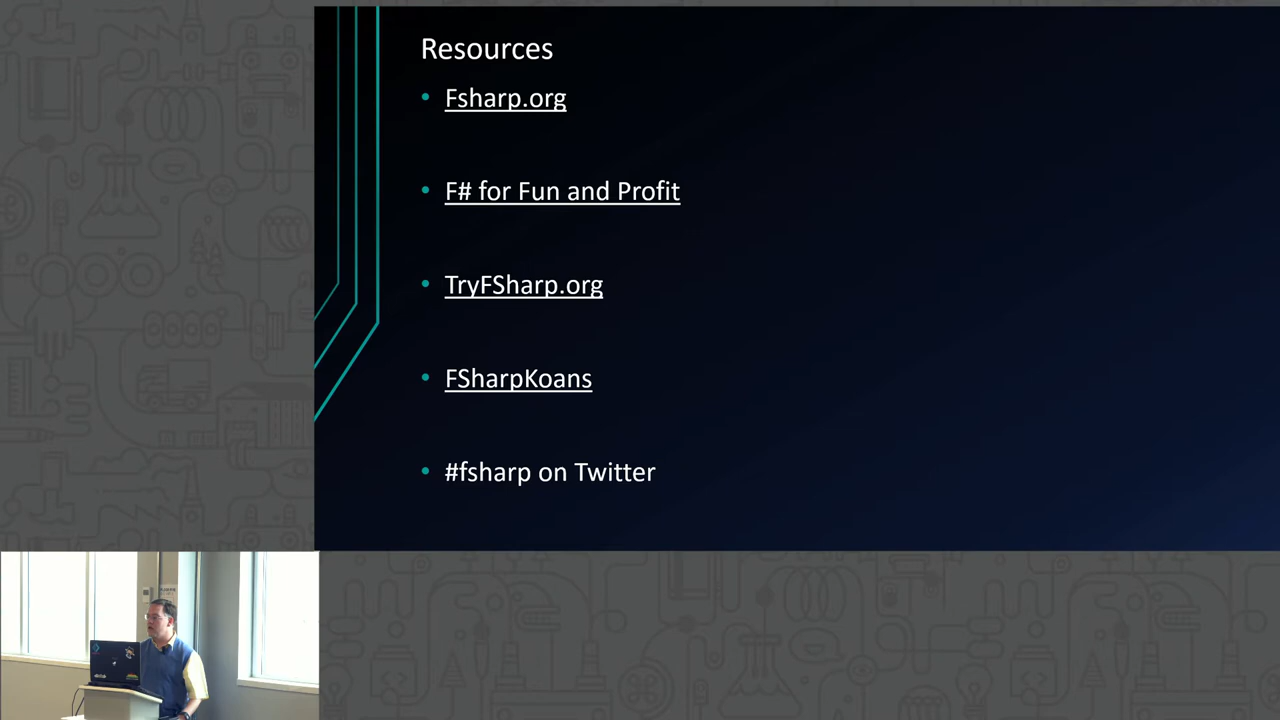 Resources
Fsharp.org
F# for Fun and Profit
TryFSharp.org
FSharpKoans
#fsharp on Twitter